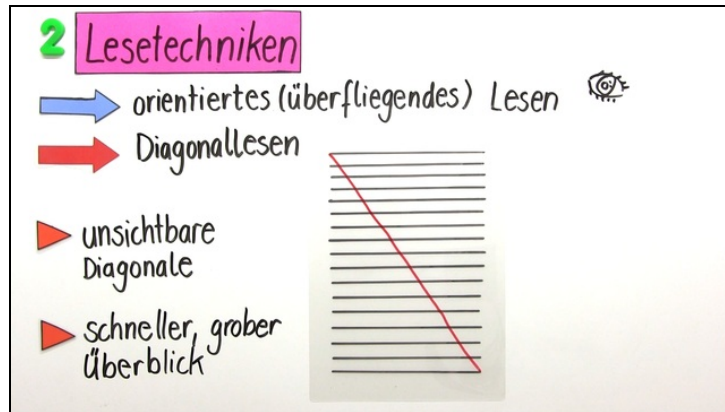 2 Lesetechniken
orientiertes (überfliegendes) Lesen
Diagonallesen
unsichtbare
Diagonale
schneller, grober
Überblick